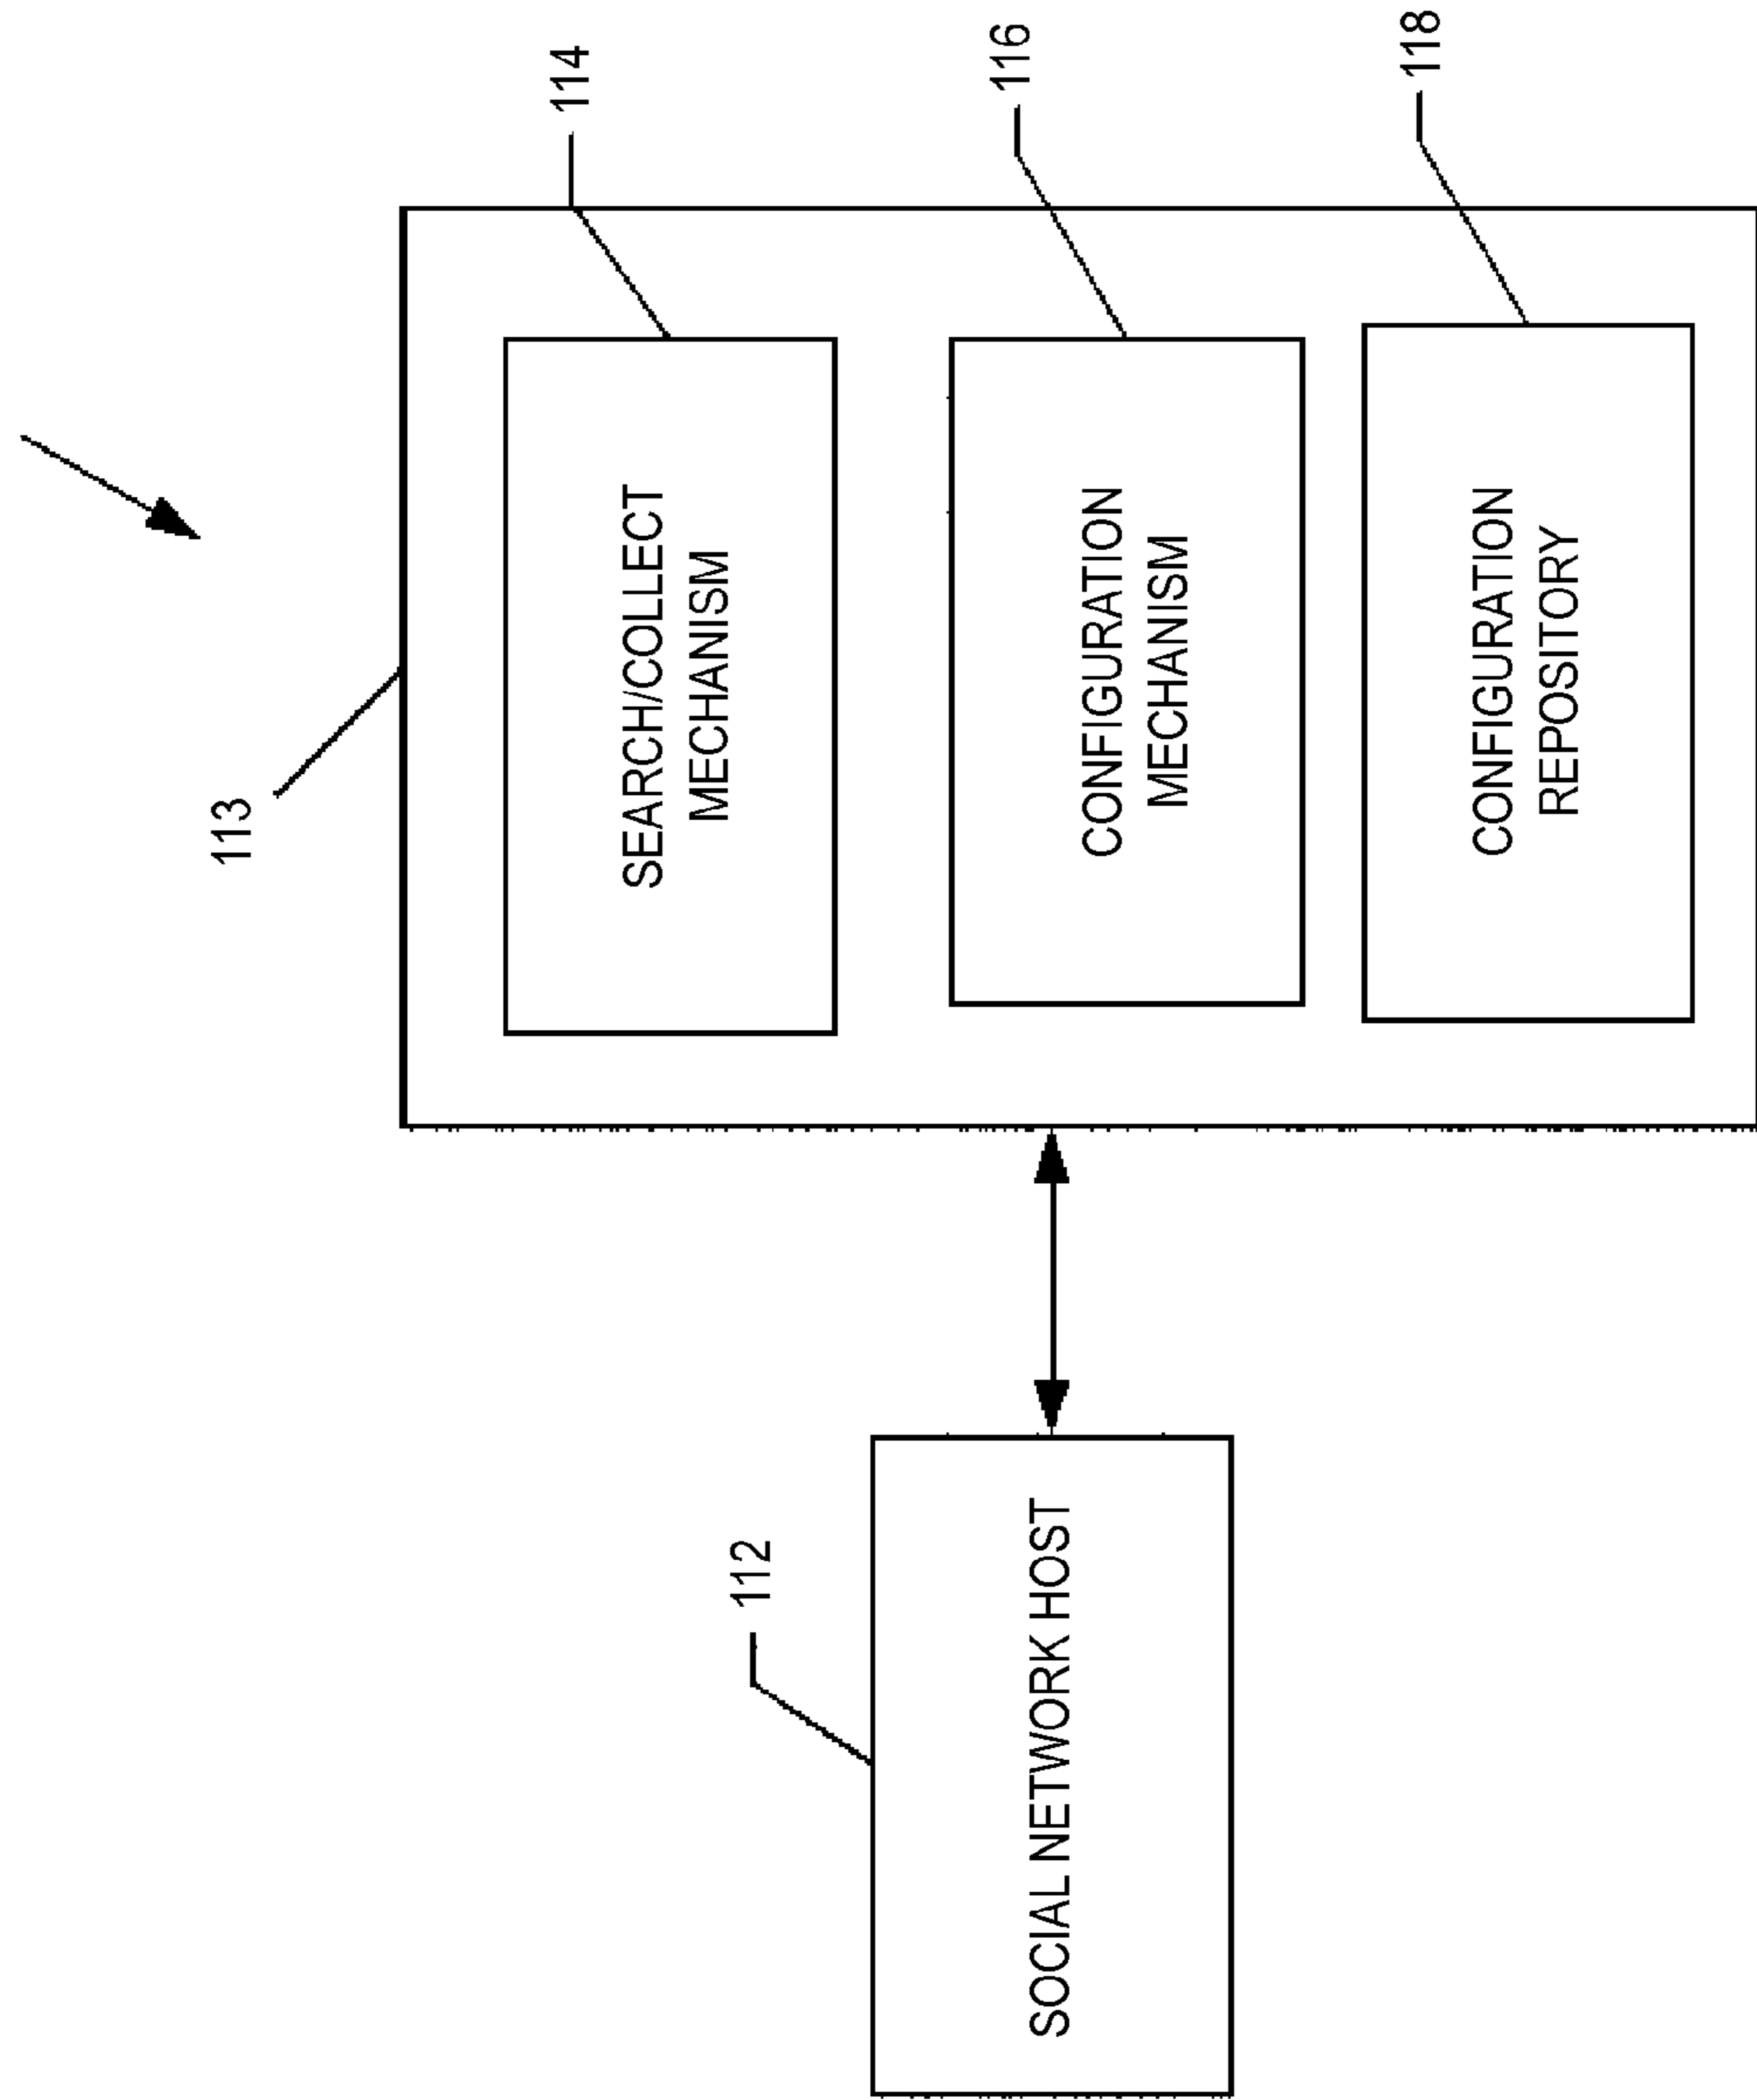 113
114
SEARCH/COLLECT
MECHANISM
112
SOCIAL NETWORK HOST
116
CONFIGURATION
MECHANISM
118
CONFIGURATION
REPOSITORY